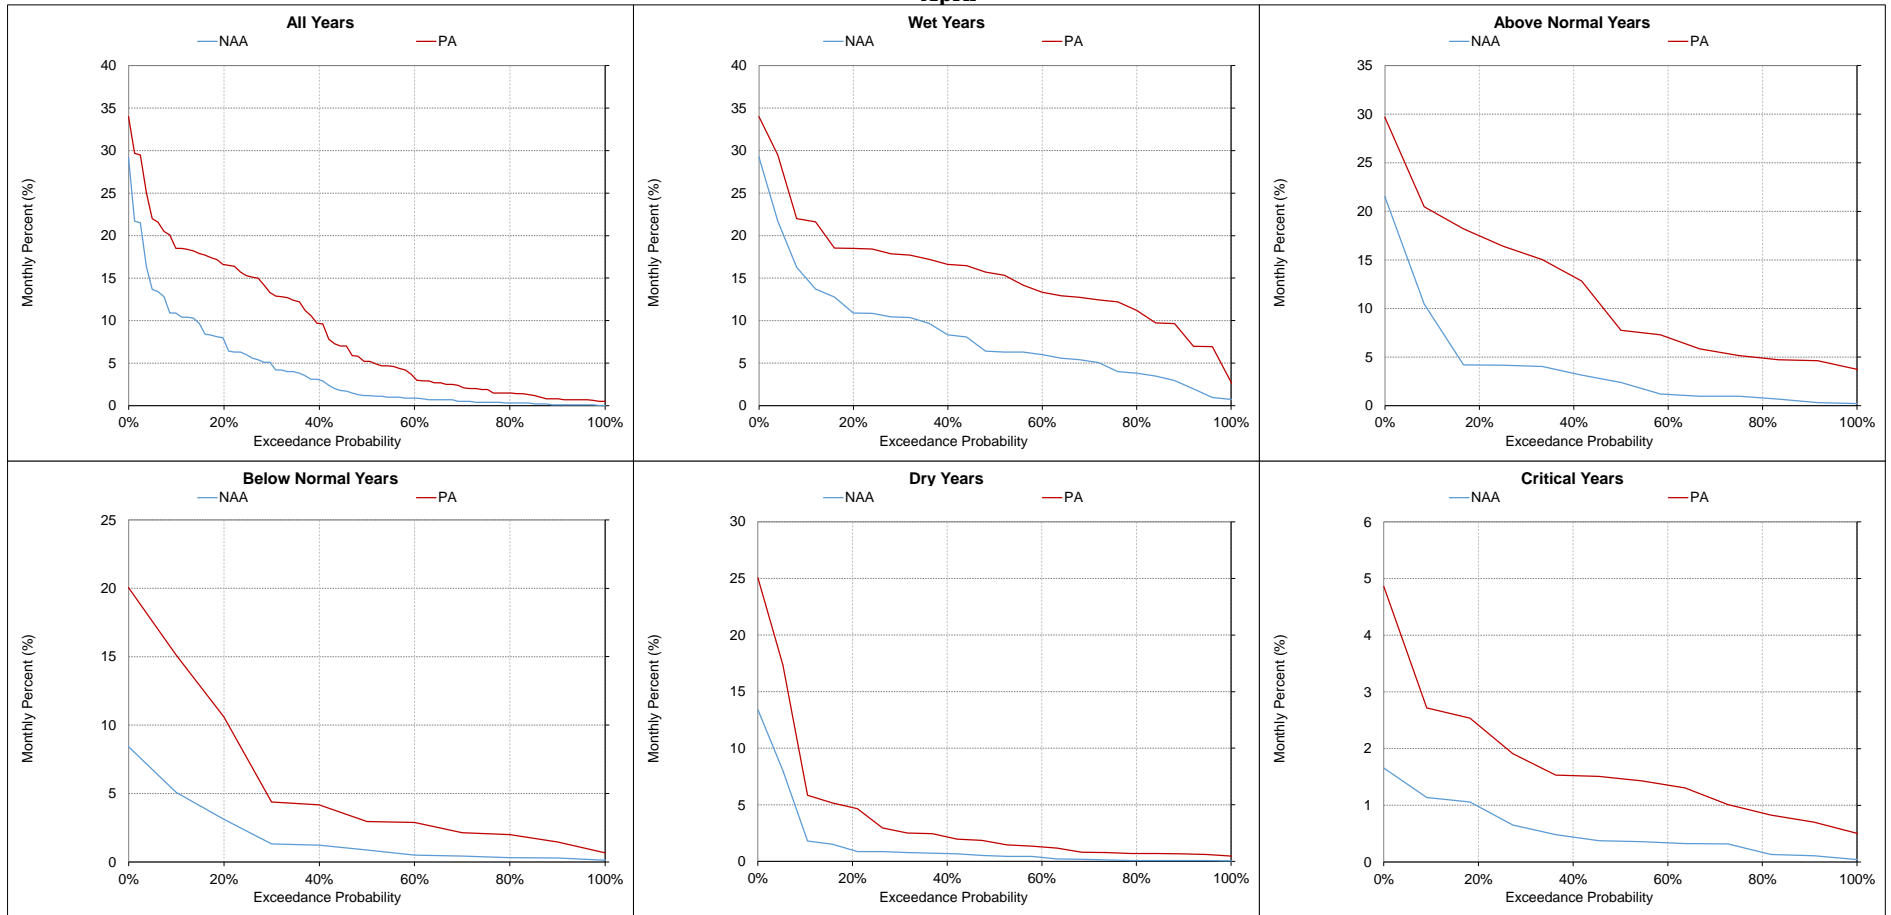 All Years
NAA PA
40
35
30
25
20
15
10
5
0
0% 20% 40% 60% 80% 100%
Monthly Percent (%)
Exceedance Probability
Wet Years
NAA PA
40
35
30
25
20
15
10
5
0
0% 20% 40% 60% 80% 100%
Monthly Percent (%)
Exceedance Probability
Above Normal Years
NAA PA
35
30
25
20
15
10
5
0
0% 20% 40% 60% 80% 100%
Monthly Percent (%)
Exceedance Probability
Below Normal Years
NAA PA
25
20
15
10
5
0
0% 20% 40% 60% 80% 100%
Monthly Percent (%)
Exceedance Probability
Dry Years
NAA PA
30
25
20
15
10
5
0
0% 20% 40% 60% 80% 100%
Monthly Percent (%)
Exceedance Probability
Critical Years
NAA PA
6
5
4
3
2
1
0
0% 20% 40% 60% 80% 100%
Monthly Percent (%)
Exceedance Probability